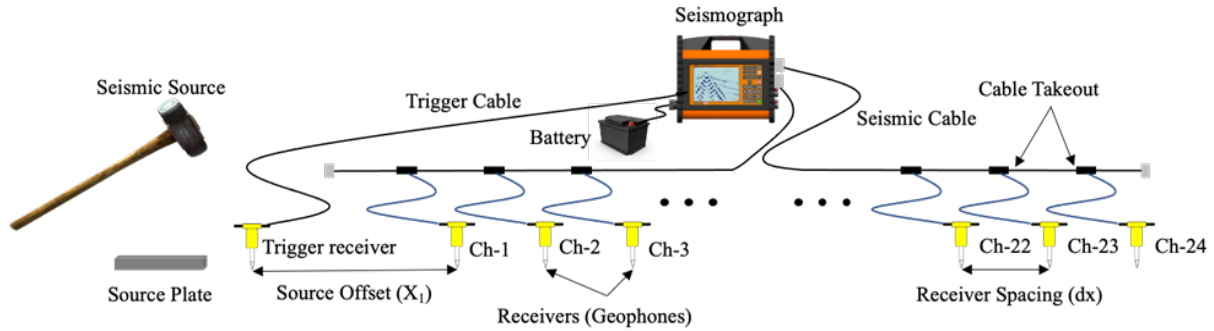 Seismograph
Seismic Source
Trigger Cable
Cable Takeout
Battery
Seismic Cable
Trigger receiver
Ch-1
Ch-2
Ch-3
Ch-22
Ch-23
Ch-24
Source Plate
Source Offset (X₁)
Receivers (Geophones)
Receiver Spacing (dx)